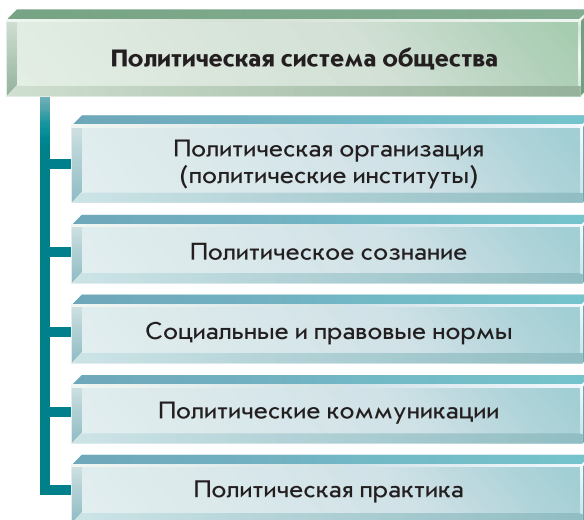 Политическая система общества
Политическая организация
(политические институты)
Политическое сознание
Социальные и правовые нормы
Политические коммуникации
Политическая практика